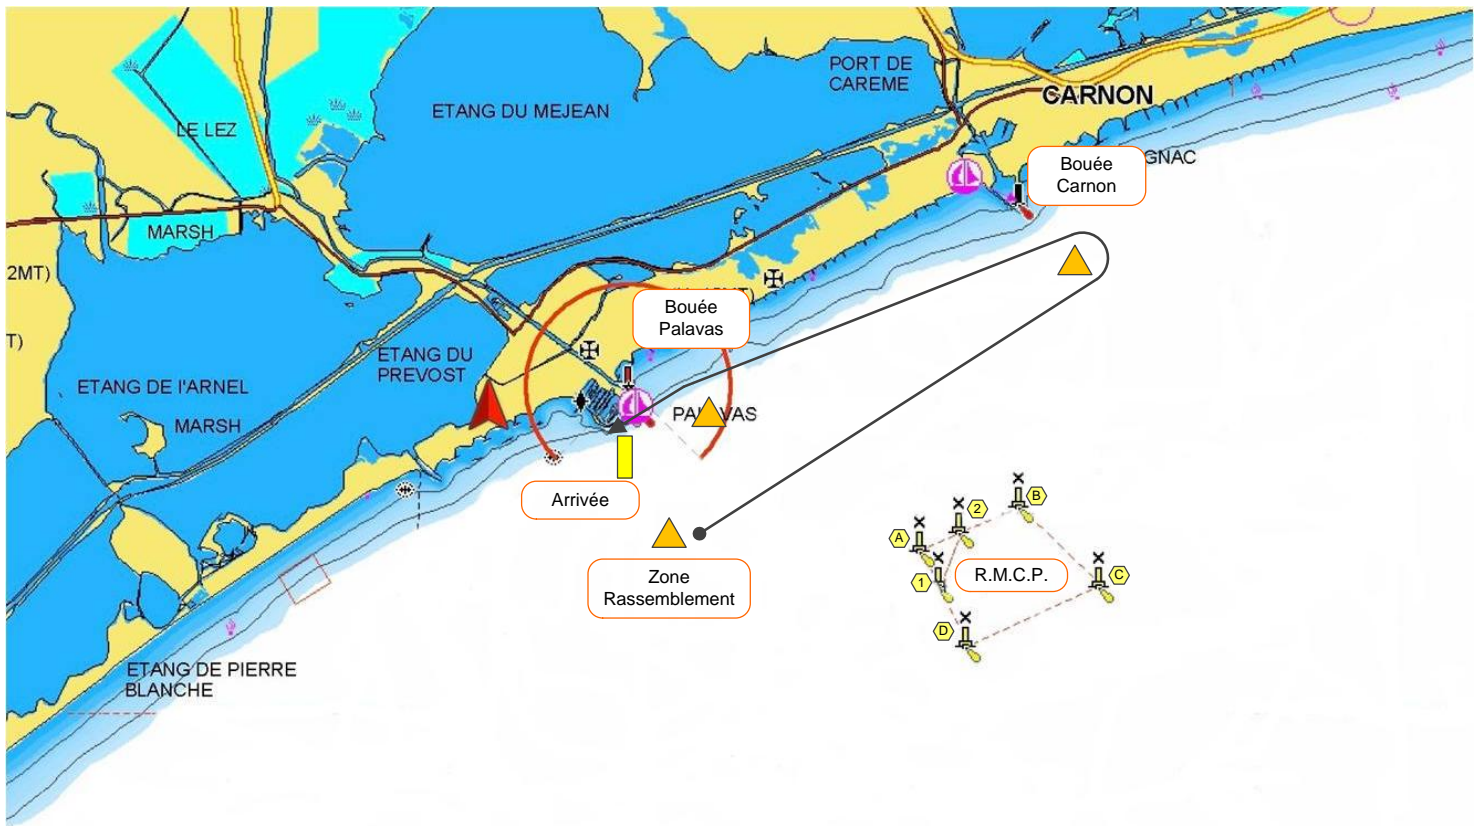 PORT DE
CAREME
CARNON
ETANG DU MEJEAN
LE LEZ
GNAC
Bouée
Carnon
MARSH
2MT)
Bouée
Palavas
T)
ETANG DU
PREVOST
ETANG DE l'ARNEL
MARSH
PALAVAS
Arrivée
B
2
A
R.M.C.P.
1
C
Zone
Rassemblement
D
ETANG DE PIERRE
BLANCHE